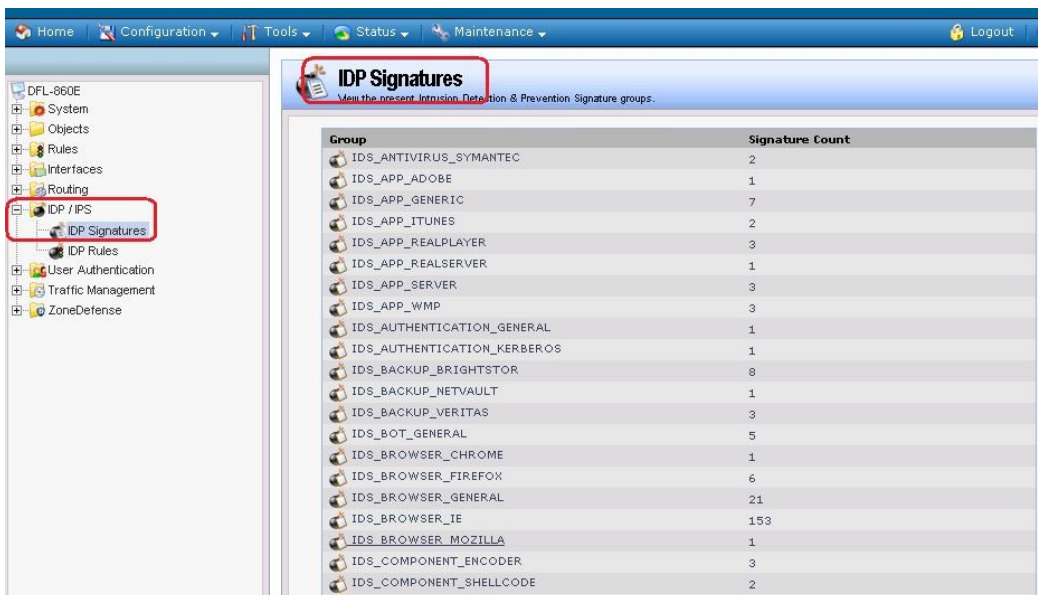 Home Configuration Tools Status Maintenance Logout
DFL-860E
System
Objects
Rules
Interfaces
Routing
IDP / IPS
IDP Signatures
IDP Rules
User Authentication
Traffic Management
ZoneDefense
IDP Signatures
View the present Intrusion Detection & Prevention Signature groups.
Group Signature Count
IDS_ANTIVIRUS_SYMANTEC 2
IDS_APP_ADOBE 1
IDS_APP_GENERIC 7
IDS_APP_ITUNES 2
IDS_APP_REALPLAYER 3
IDS_APP_REALSERVER 1
IDS_APP_SERVER 3
IDS_APP_WMP 3
IDS_AUTHENTICATION_GENERAL 1
IDS_AUTHENTICATION_KERBEROS 1
IDS_BACKUP_BRIGHTSTOR 8
IDS_BACKUP_NETVAULT 1
IDS_BACKUP_VERITAS 3
IDS_BOT_GENERAL 5
IDS_BROWSER_CHROME 1
IDS_BROWSER_FIREFOX 6
IDS_BROWSER_GENERAL 21
IDS_BROWSER_IE 153
IDS_BROWSER_MOZILLA 1
IDS_COMPONENT_ENCODER 3
IDS_COMPONENT_SHELLCODE 2